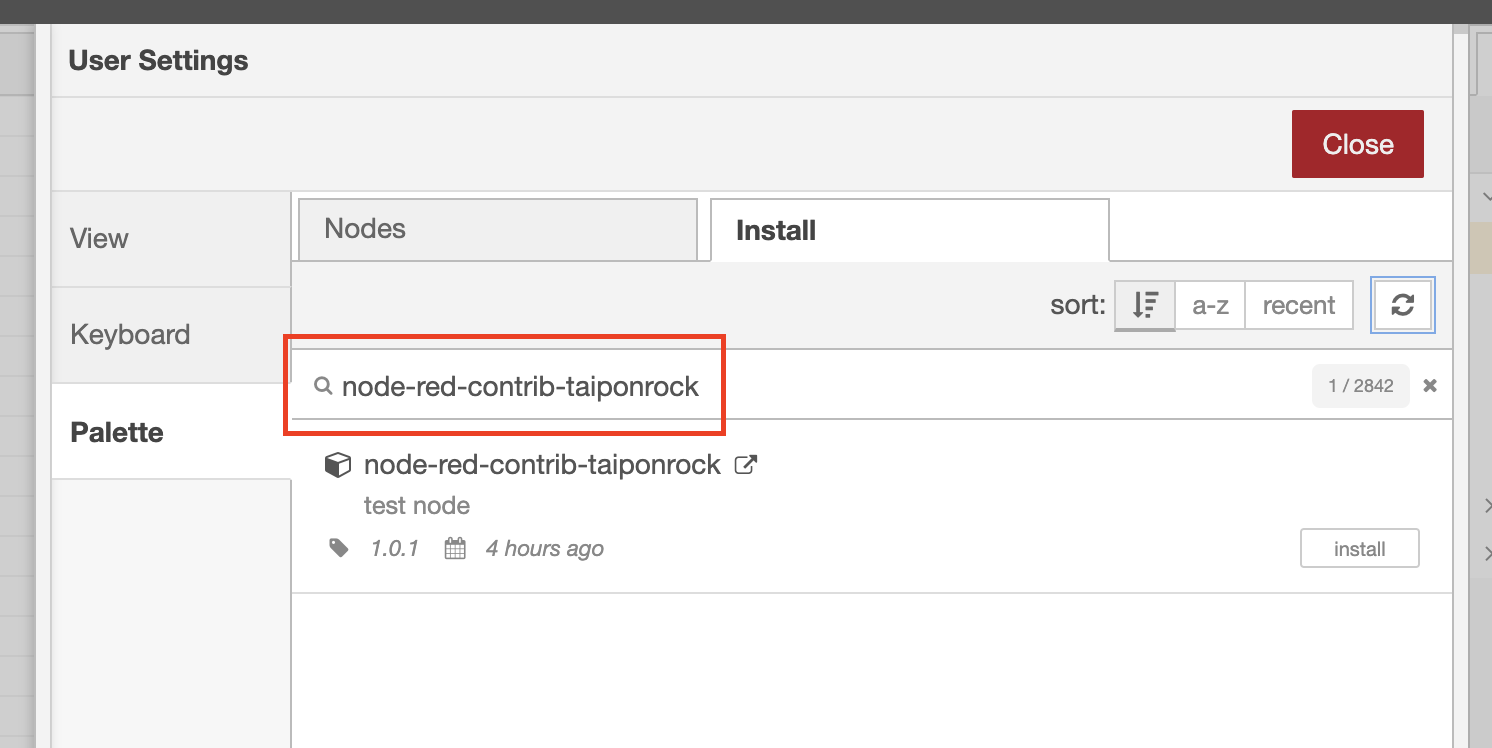 User Settings
Close
View
Nodes
Install
sort:
a-z
recent
Keyboard
node-red-contrib-taiponrock
1 / 2842
Palette
node-red-contrib-taiponrock
test node
1.0.1
4 hours ago
install